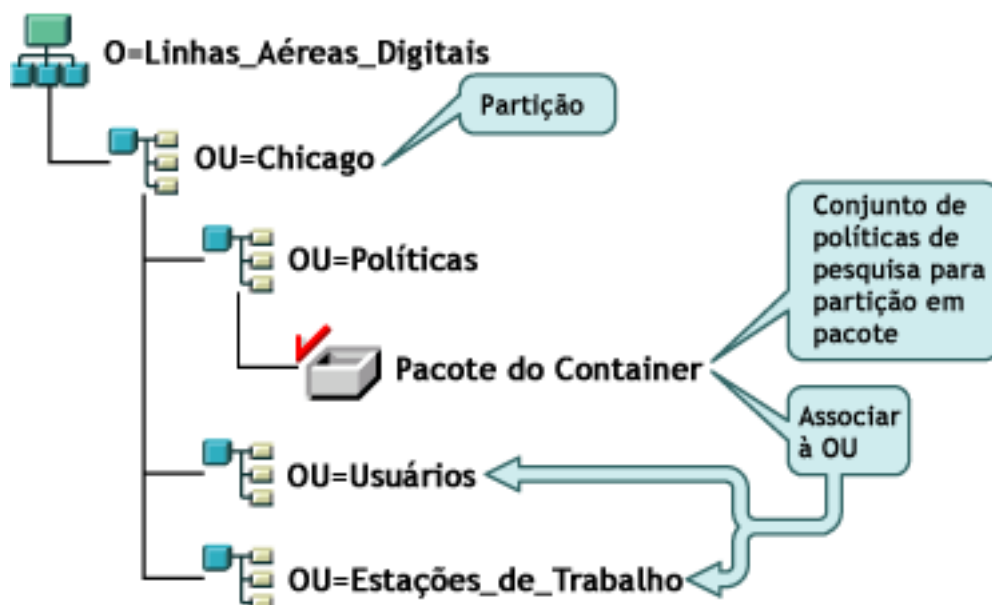 O=Linhas_Aéreas_Digitais
Partição
OU=Chicago
Conjunto de
políticas de
pesquisa para
partição em
pacote
OU=Políticas
Pacote do Container
Associar
à OU
OU=Usuários
OU=Estações_de_Trabalho